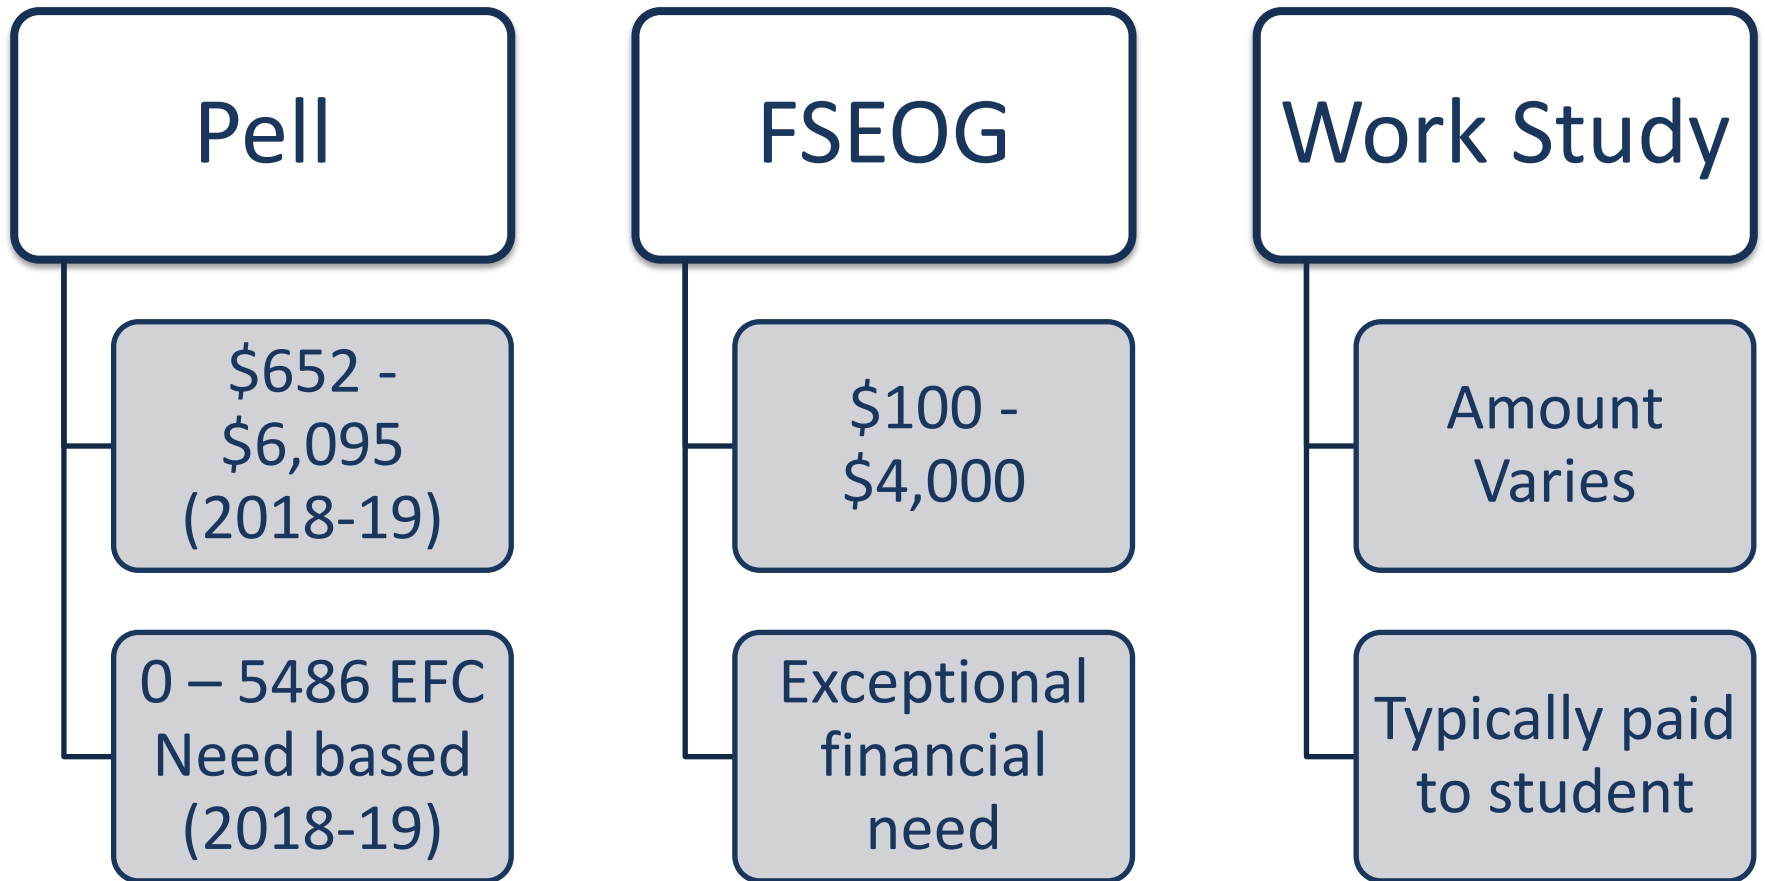 Pell
$652 -
$6,095
(2018-19)
0 – 5486 EFC
Need based
(2018-19)
FSEOG
$100 -
$4,000
Exceptional
financial
need
Work Study
Amount
Varies
Typically paid
to student